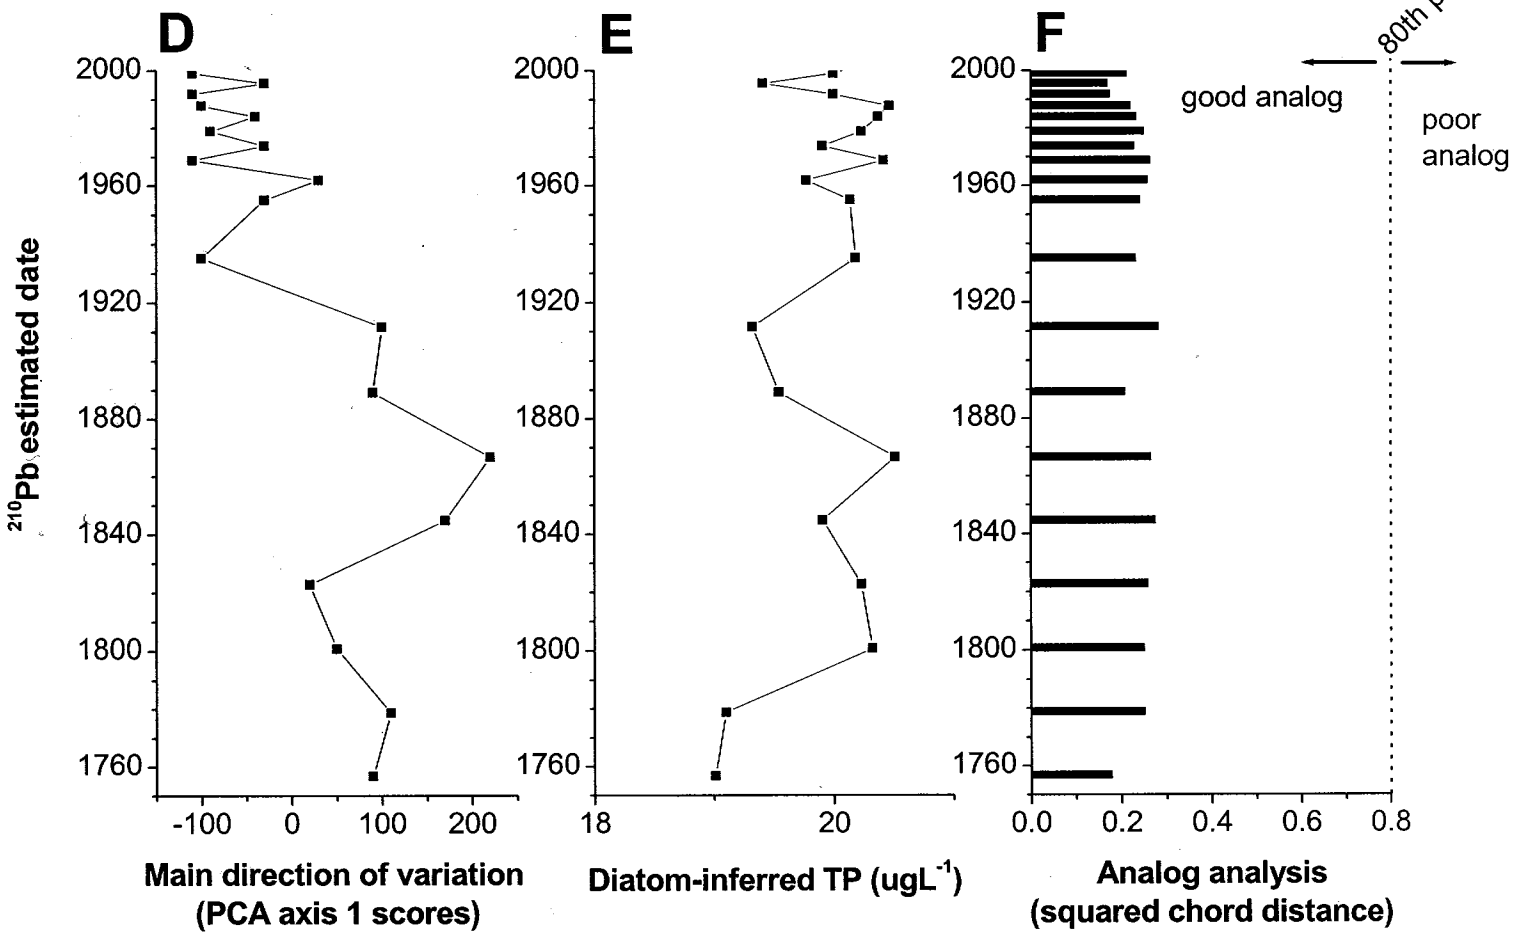 D
E
F
80th p
2000
1960
1920
1880
1840
1800
1760
2000
1960
1920
1880
1840
1800
1760
2000
1960
1920
1880
1840
1800
1760
good analog
poor
analog
²¹⁰Pb estimated date
-100 0 100 200
18 20
0.0 0.2 0.4 0.6 0.8
Main direction of variation
(PCA axis 1 scores)
Diatom-inferred TP (ugL⁻¹)
Analog analysis
(squared chord distance)